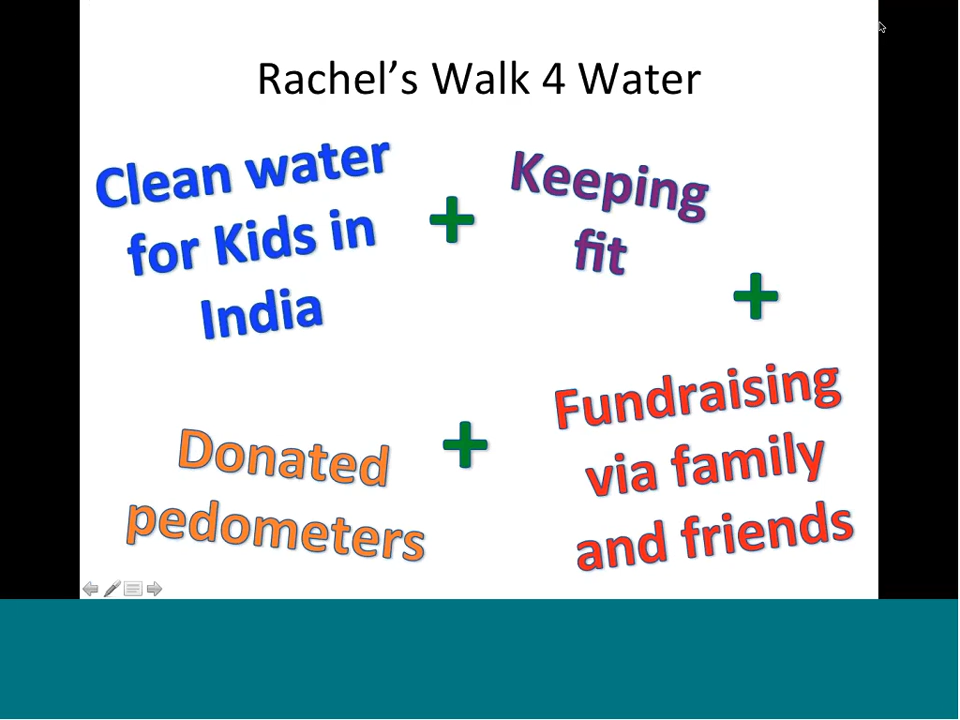 Rachel’s Walk 4 Water
Clean water
for Kids in
India
+
Keeping
fit
+
Fundraising
via family
and friends
+
Donated
pedometers